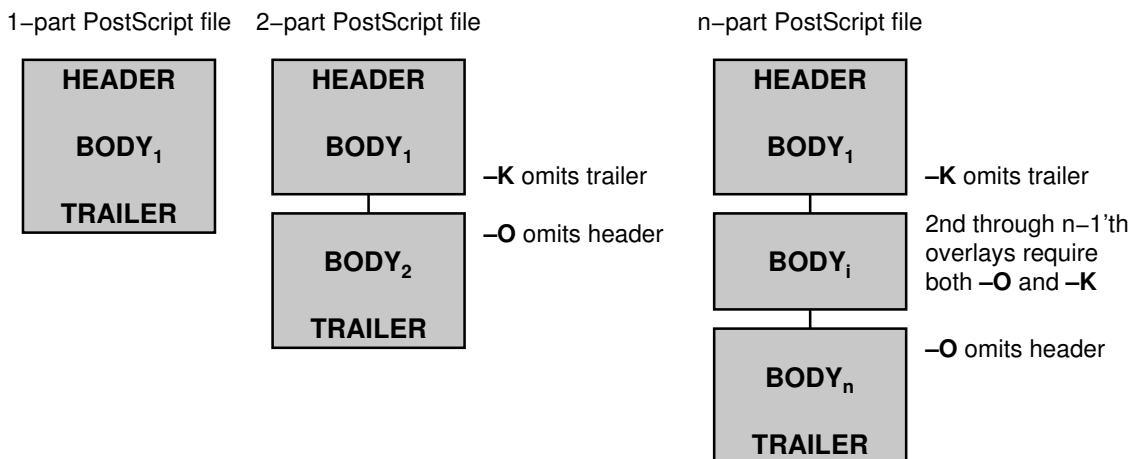 1−part PostScript file
HEADER
BODY1
TRAILER
2−part PostScript file
HEADER
BODY1
–K omits trailer
–O omits header
BODY2
TRAILER
n−part PostScript file
HEADER
BODY1
–K omits trailer
BODYi
2nd through n−1'th
overlays require
both –O and –K
–O omits header
BODYn
TRAILER